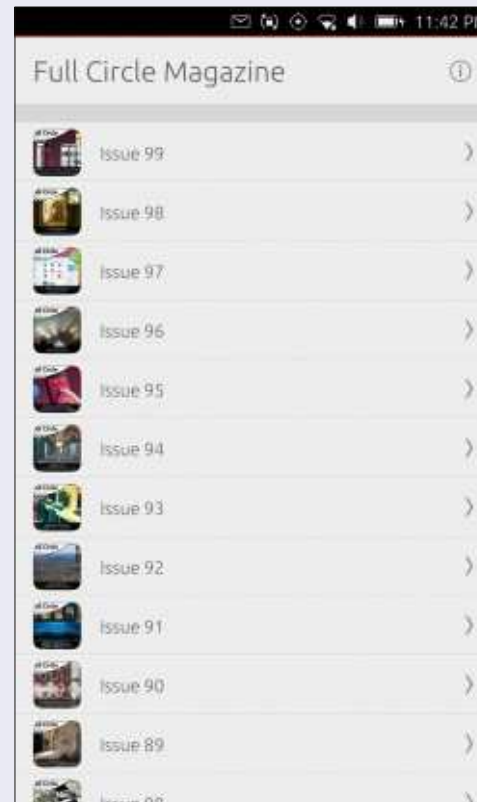 11:42 P
Full Circle Magazine
Issue 99
Issue 98
Issue 97
Issue 96
Issue 95
Issue 94
Issue 93
Issue 92
Issue 91
Issue 90
Issue 89